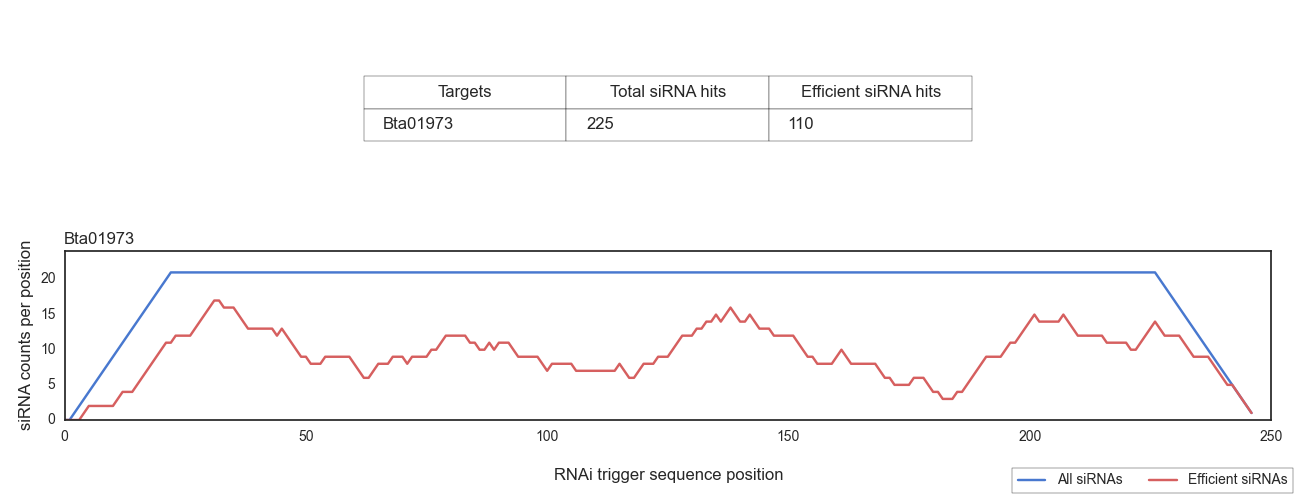 Targets Total siRNA hits Efficient siRNA hits
Bta01973 225 110
Bta01973
siRNA counts per position
20
15
10
5
0
0 50 100 150 200 250
RNAi trigger sequence position
All siRNAs Efficient siRNAs